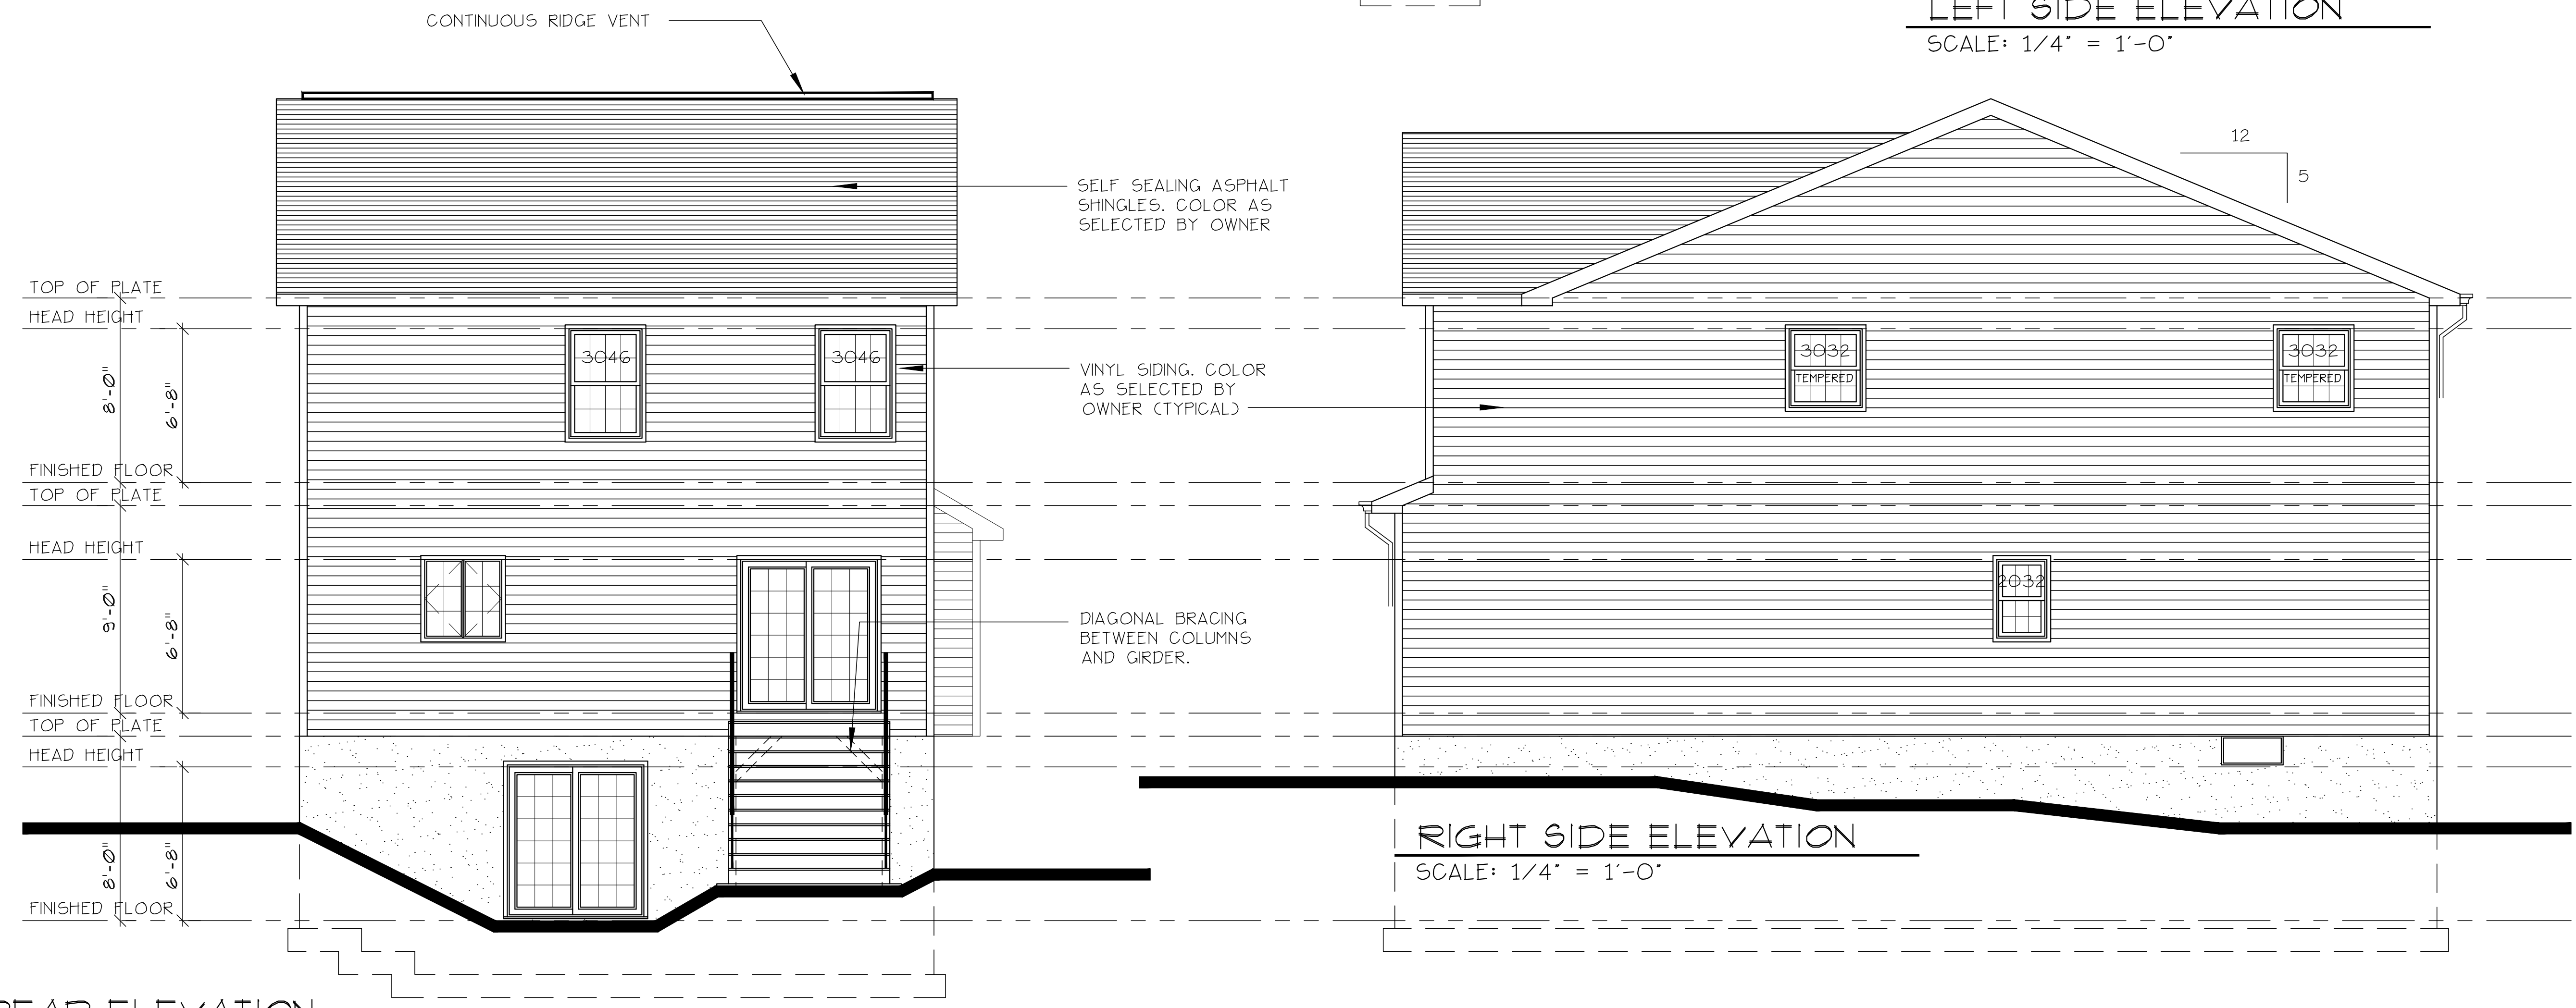 CONTINUOUS RIDGE VENT
LEFT SIDE ELEVATION
SCALE: 1/4" = 1'-0"
12
5
SELF SEALING ASPHALT
SHINGLES. COLOR AS
SELECTED BY OWNER
TOP OF PLATE
HEAD HEIGHT
8'-0"
6'-8"
3046
3046
3032
TEMPERED
3032
TEMPERED
VINYL SIDING. COLOR
AS SELECTED BY
OWNER (TYPICAL)
FINISHED FLOOR
TOP OF PLATE
HEAD HEIGHT
9'-0"
6'-8"
2032
DIAGONAL BRACING
BETWEEN COLUMNS
AND GIRDER.
FINISHED FLOOR
TOP OF PLATE
HEAD HEIGHT
8'-0"
6'-8"
FINISHED FLOOR
RIGHT SIDE ELEVATION
SCALE: 1/4" = 1'-0"
REAR ELEVATION